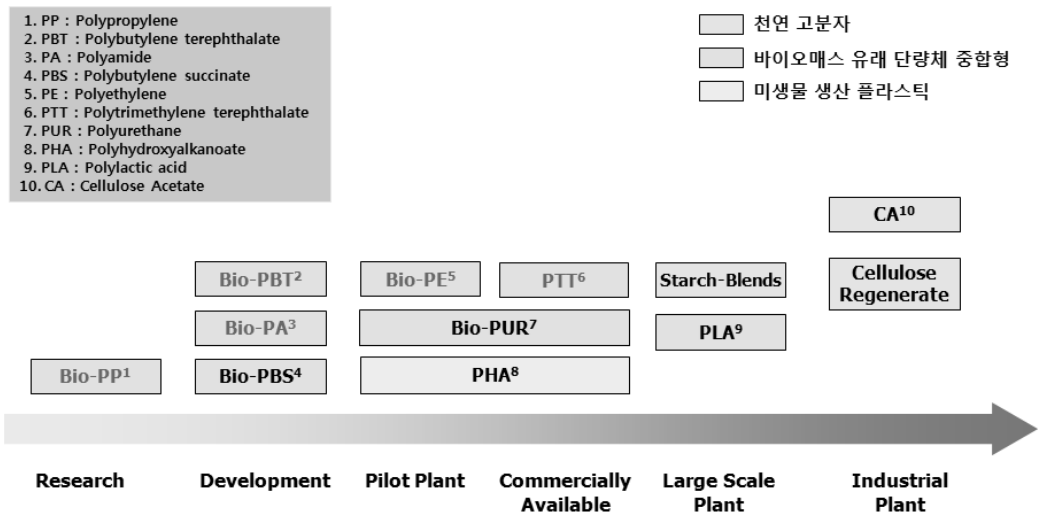 1. PP : Polypropylene
2. PBT : Polybutylene terephthalate
3. PA : Polyamide
4. PBS : Polybutylene succinate
5. PE : Polyethylene
6. PTT : Polytrimethylene terephthalate
7. PUR : Polyurethane
8. PHA : Polyhydroxyalkanoate
9. PLA : Polylactic acid
10. CA : Cellulose Acetate
천연 고분자
바이오매스 유래 단량체 중합형
미생물 생산 플라스틱
CA¹⁰
Bio-PBT²
Bio-PE⁵
PTT⁶
Starch-Blends
Cellulose
Regenerate
Bio-PA³
Bio-PUR⁷
PLA⁹
Bio-PP¹
Bio-PBS⁴
PHA⁸
Research
Development
Pilot Plant
Commercially
Available
Large Scale
Plant
Industrial
Plant